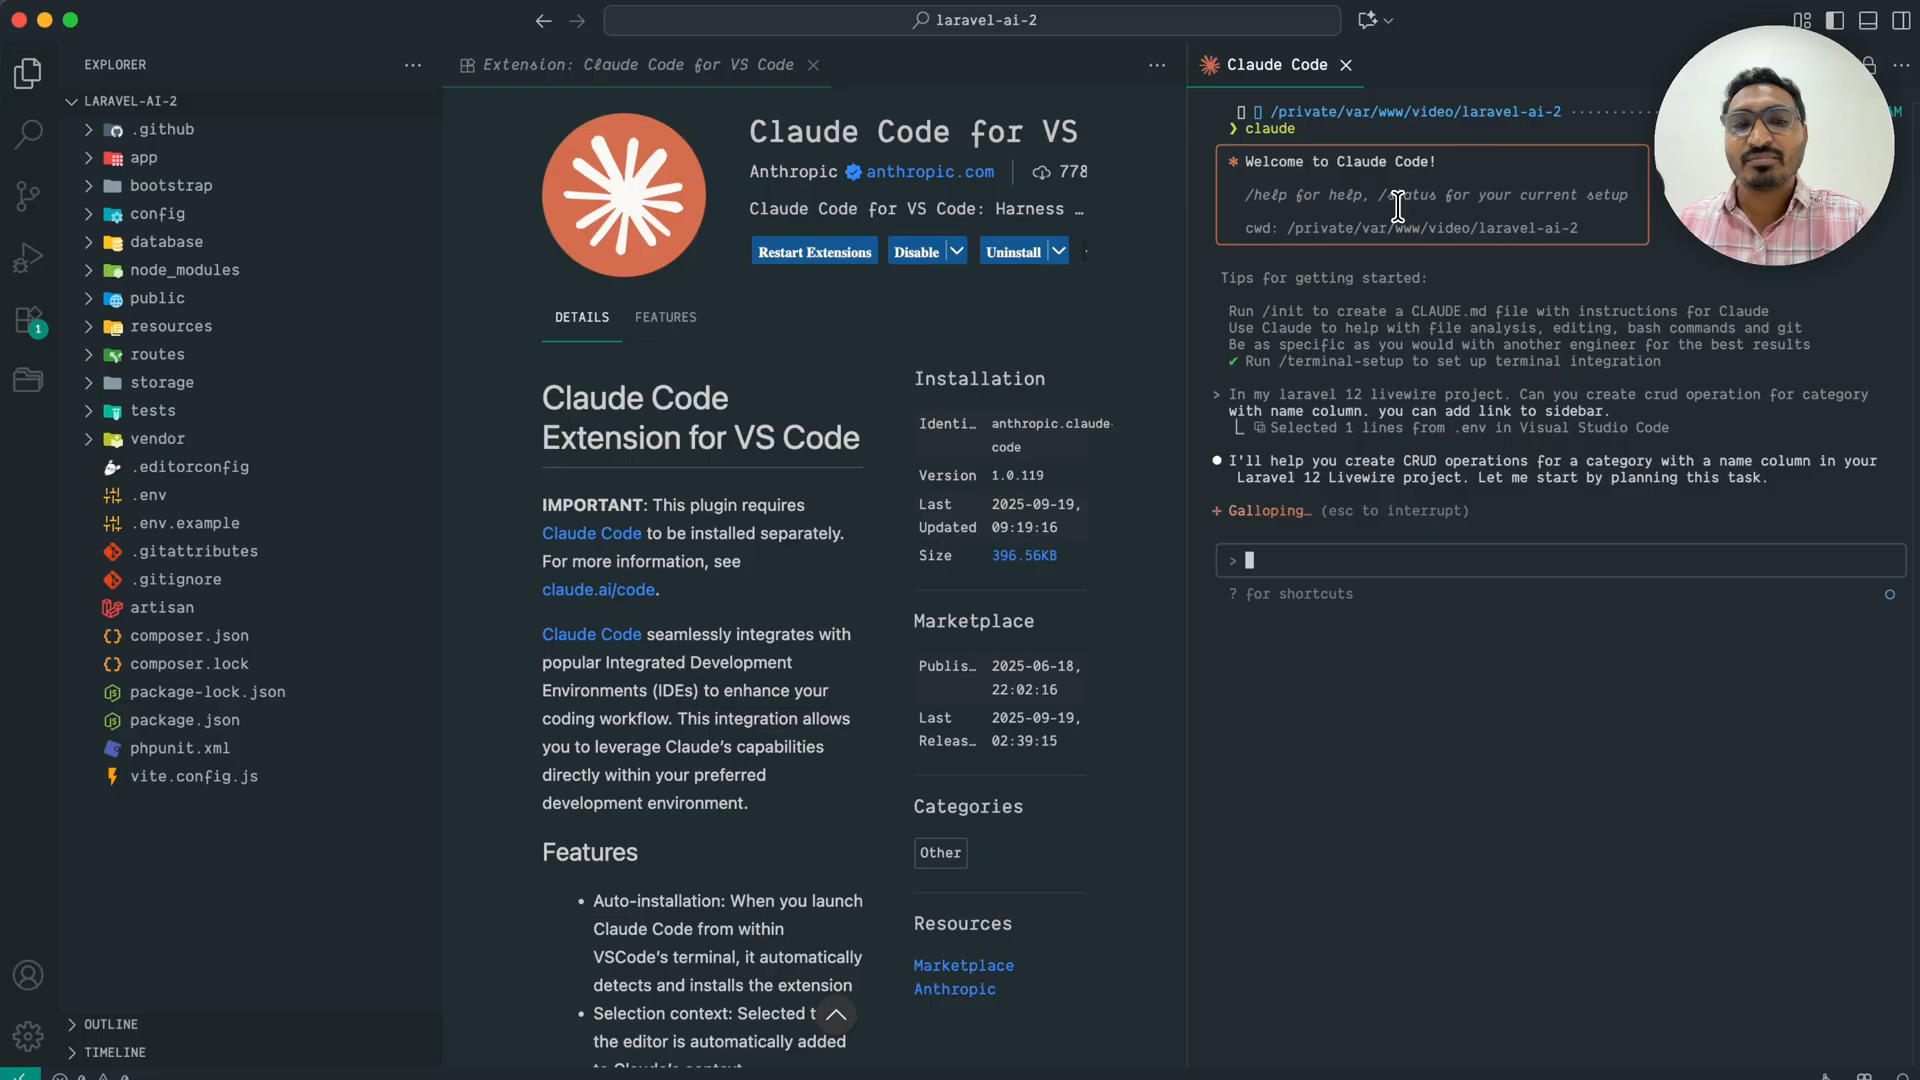 laravel-ai-2
EXPLORER
LARAVEL-AI-2
.github
app
bootstrap
config
database
node_modules
public
resources
routes
storage
tests
vendor
.editorconfig
.env
.env.example
.gitattributes
.gitignore
artisan
composer.json
composer.lock
package-lock.json
package.json
phpunit.xml
vite.config.js
OUTLINE
TIMELINE
1
Extension: Claude Code for VS Code
Claude Code for VS
Anthropic anthropic.com 778
Claude Code for VS Code: Harness …
Restart Extensions Disable Uninstall
DETAILS FEATURES
Claude Code
Extension for VS Code
IMPORTANT: This plugin requires
Claude Code to be installed separately.
For more information, see
claude.ai/code.
Claude Code seamlessly integrates with
popular Integrated Development
Environments (IDEs) to enhance your
coding workflow. This integration allows
you to leverage Claude's capabilities
directly within your preferred
development environment.
Features
• Auto-installation: When you launch
Claude Code from within
VSCode's terminal, it automatically
detects and installs the extension
• Selection context: Selected t
the editor is automatically added
to Claude's context
Installation
Identi… anthropic.claude-
code
Version 1.0.119
Last 2025-09-19,
Updated 09:19:16
Size 396.56KB
Marketplace
Publis… 2025-06-18,
22:02:16
Last 2025-09-19,
Releas… 02:39:15
Categories
Other
Resources
Marketplace
Anthropic
Claude Code
/private/var/www/video/laravel-ai-2 AM
❯ claude
✻ Welcome to Claude Code!
/help for help, /status for your current setup
cwd: /private/var/www/video/laravel-ai-2
Tips for getting started:
Run /init to create a CLAUDE.md file with instructions for Claude
Use Claude to help with file analysis, editing, bash commands and git
Be as specific as you would with another engineer for the best results
✔ Run /terminal-setup to set up terminal integration
> In my laravel 12 livewire project. Can you create crud operation for category
with name column. you can add link to sidebar.
Selected 1 lines from .env in Visual Studio Code
● I'll help you create CRUD operations for a category with a name column in your
Laravel 12 Livewire project. Let me start by planning this task.
+ Galloping… (esc to interrupt)
>
? for shortcuts